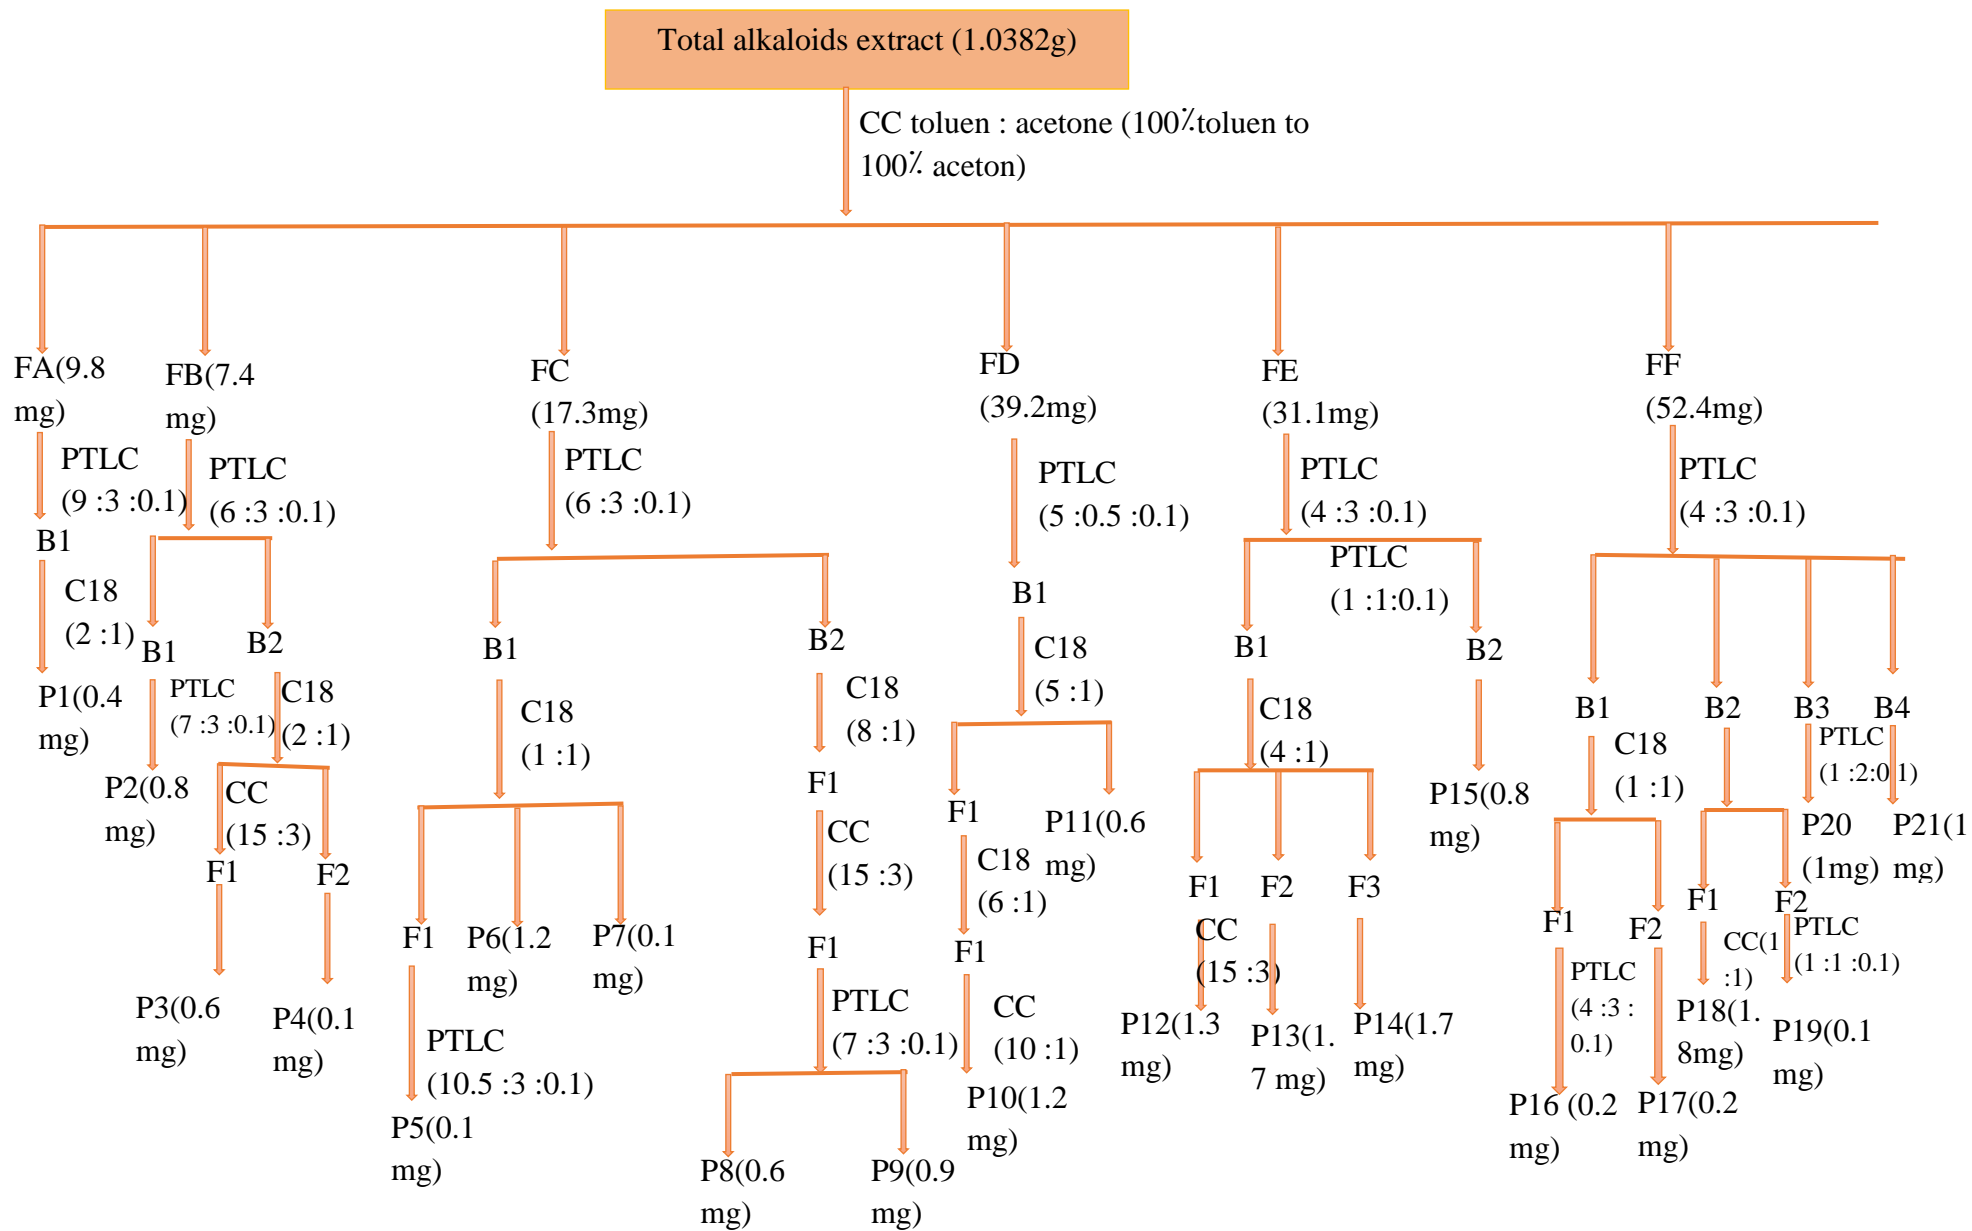 Total alkaloids extract (1.0382g)
CC toluen : acetone (100٪toluen to
100٪ aceton)
FA(9.8
mg)
FB(7.4
mg)
FC
(17.3mg)
FD
(39.2mg)
FE
(31.1mg)
FF
(52.4mg)
PTLC
(9 :3 :0.1)
PTLC
(6 :3 :0.1)
PTLC
(6 :3 :0.1)
PTLC
(5 :0.5 :0.1)
PTLC
(4 :3 :0.1)
PTLC
(4 :3 :0.1)
B1
C18
(2 :1)
P1(0.4
mg)
B1
B2
PTLC
(7 :3 :0.1)
C18
(2 :1)
P2(0.8
mg)
CC
(15 :3)
F1
F2
P3(0.6
mg)
P4(0.1
mg)
B1
B2
C18
(1 :1)
C18
(8 :1)
F1
P6(1.2
mg)
P7(0.1
mg)
PTLC
(10.5 :3 :0.1)
P5(0.1
mg)
F1
CC
(15 :3)
F1
PTLC
(7 :3 :0.1)
P8(0.6
mg)
P9(0.9
mg)
B1
C18
(5 :1)
F1
P11(0.6
mg)
C18
(6 :1)
F1
CC
(10 :1)
P10(1.2
mg)
PTLC
(1 :1:0.1)
B1
B2
C18
(4 :1)
P15(0.8
mg)
F1
F2
F3
CC
(15 :3)
P12(1.3
mg)
P13(1.
7 mg)
P14(1.7
mg)
B1
B2
B3
B4
C18
(1 :1)
PTLC
(1 :2:0.1)
P20
(1mg)
P21(1
mg)
F1
F2
F1
F2
PTLC
(4 :3 :
0.1)
CC(1
:1)
PTLC
(1 :1 :0.1)
P16 (0.2
mg)
P17(0.2
mg)
P18(1.
8mg)
P19(0.1
mg)